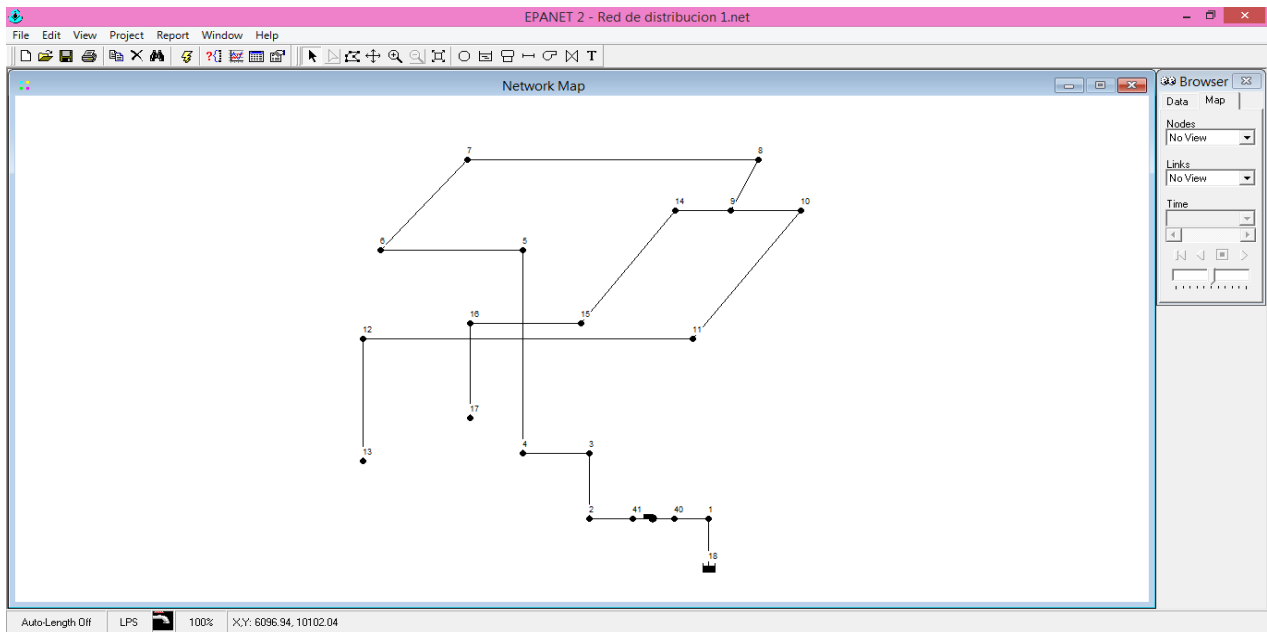 EPANET 2 - Red de distribucion 1.net
File Edit View Project Report Window Help
T
Network Map
Browser
Data Map
Nodes
No View
Links
No View
Time
7
8
14
9
10
6
5
16
15
12
11
17
4
3
13
2
41
40
1
18
Auto-Length Off LPS 100% X,Y: 6096.94, 10102.04